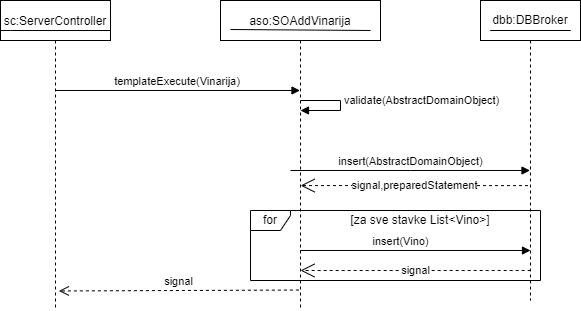 sc:ServerController
aso:SOAddVinarija
dbb:DBBroker
templateExecute(Vinarija)
validate(AbstractDomainObject)
insert(AbstractDomainObject)
signal,preparedStatement
for
[za sve stavke List<Vino>]
insert(Vino)
signal
signal